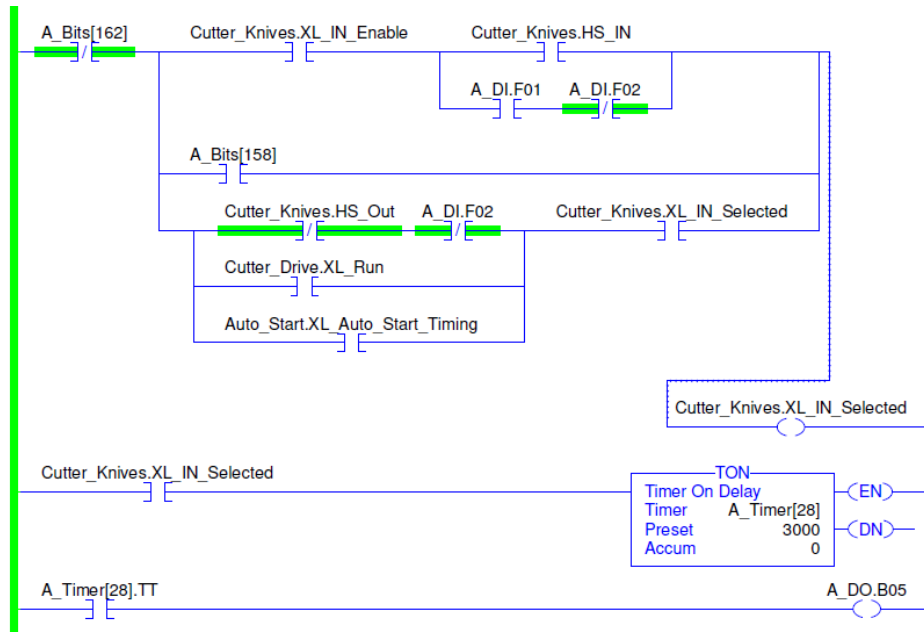 A_Bits[162] Cutter_Knives.XL_IN_Enable Cutter_Knives.HS_IN
A_DI.F01 A_DI.F02
A_Bits[158]
Cutter_Knives.HS_Out A_DI.F02 Cutter_Knives.XL_IN_Selected
Cutter_Drive.XL_Run
Auto_Start.XL_Auto_Start_Timing
Cutter_Knives.XL_IN_Selected
Cutter_Knives.XL_IN_Selected
TON
Timer On Delay
Timer A_Timer[28]
Preset 3000
Accum 0
EN
DN
A_Timer[28].TT A_DO.B05